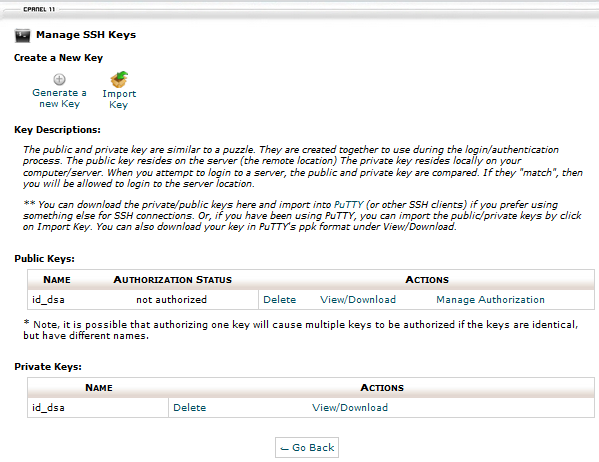 CPANEL 11
Manage SSH Keys
Create a New Key
Generate a
new Key
Import
Key
Key Descriptions:
The public and private key are similar to a puzzle. They are created together to use during the login/authentication
process. The public key resides on the server (the remote location) The private key resides locally on your
computer/server. When you attempt to login to a server, the public and private key are compared. If they "match", then
you will be allowed to login to the server location.
** You can download the private/public keys here and import into PuTTY (or other SSH clients) if you prefer using
something else for SSH connections. Or, if you have been using PuTTY, you can import the public/private keys by click
on Import Key. You can also download your key in PuTTY's ppk format under View/Download.
Public Keys:
NAME AUTHORIZATION STATUS ACTIONS
id_dsa not authorized Delete View/Download Manage Authorization
* Note, it is possible that authorizing one key will cause multiple keys to be authorized if the keys are identical,
but have different names.
Private Keys:
NAME ACTIONS
id_dsa Delete View/Download
← Go Back